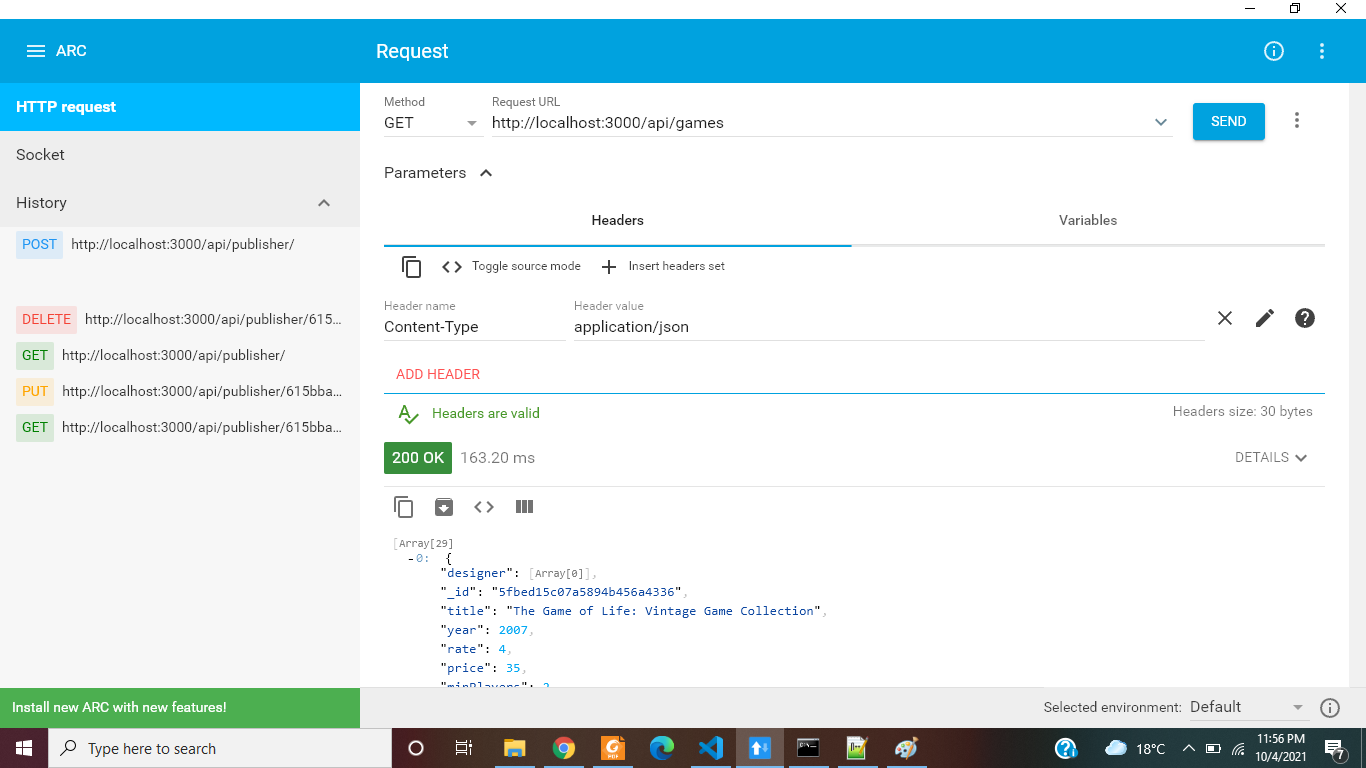 ARC
Request
HTTP request
Socket
History
POST http://localhost:3000/api/publisher/
DELETE http://localhost:3000/api/publisher/615...
GET http://localhost:3000/api/publisher/
PUT http://localhost:3000/api/publisher/615bba...
GET http://localhost:3000/api/publisher/615bba...
Install new ARC with new features!
Method
GET
Request URL
http://localhost:3000/api/games
SEND
Parameters
Headers
Variables
Toggle source mode
Insert headers set
Header name
Content-Type
Header value
application/json
ADD HEADER
Headers are valid
Headers size: 30 bytes
200 OK 163.20 ms
DETAILS
[Array[29]
-0: {
"designer": [Array[0]],
"_id": "5fbed15c07a5894b456a4336",
"title": "The Game of Life: Vintage Game Collection",
"year": 2007,
"rate": 4,
"price": 35,
"minPlayers": 2
Selected environment: Default
Type here to search
18°C
11:56 PM
10/4/2021
7